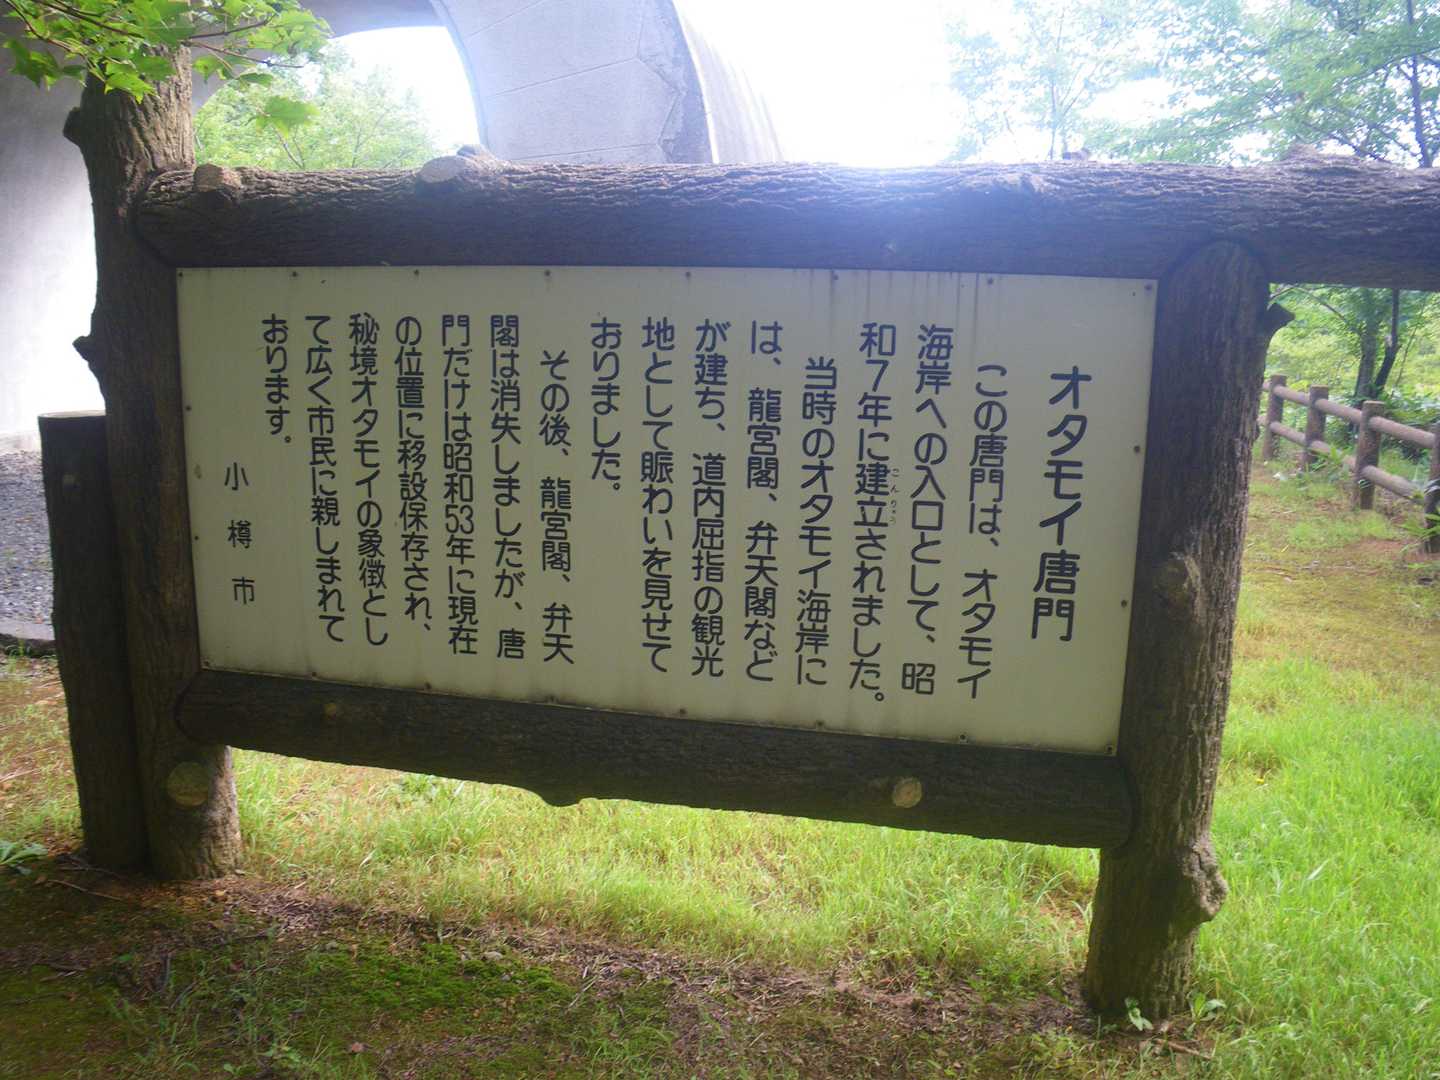 オタモイ唐門
この唐門は、オタモイ
海岸への入口として、昭
和7年に建立されました。
こんりゅう
当時のオタモイ海岸に
は、龍宮閣、弁天閣など
が建ち、道内屈指の観光
地として賑わいを見せて
おりました。
その後、龍宮閣、弁天
閣は消失しましたが、唐
門だけは昭和53年に現在
の位置に移設保存され、
秘境オタモイの象徴とし
て広く市民に親しまれて
おります。
小樽市